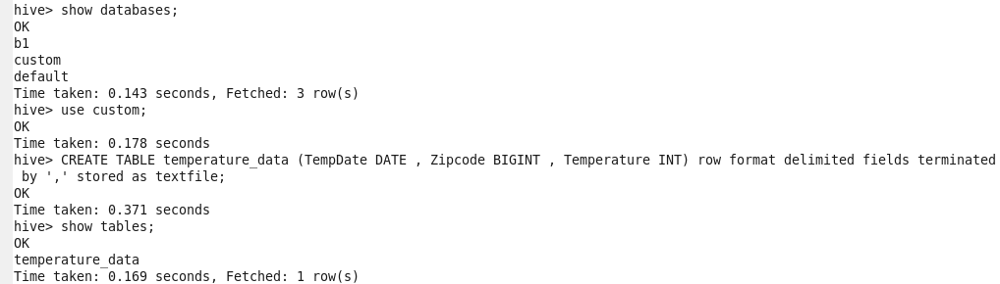 hive> show databases;
OK
b1
custom
default
Time taken: 0.143 seconds, Fetched: 3 row(s)
hive> use custom;
OK
Time taken: 0.178 seconds
hive> CREATE TABLE temperature_data (TempDate DATE , Zipcode BIGINT , Temperature INT) row format delimited fields terminated
 by ',' stored as textfile;
OK
Time taken: 0.371 seconds
hive> show tables;
OK
temperature_data
Time taken: 0.169 seconds, Fetched: 1 row(s)